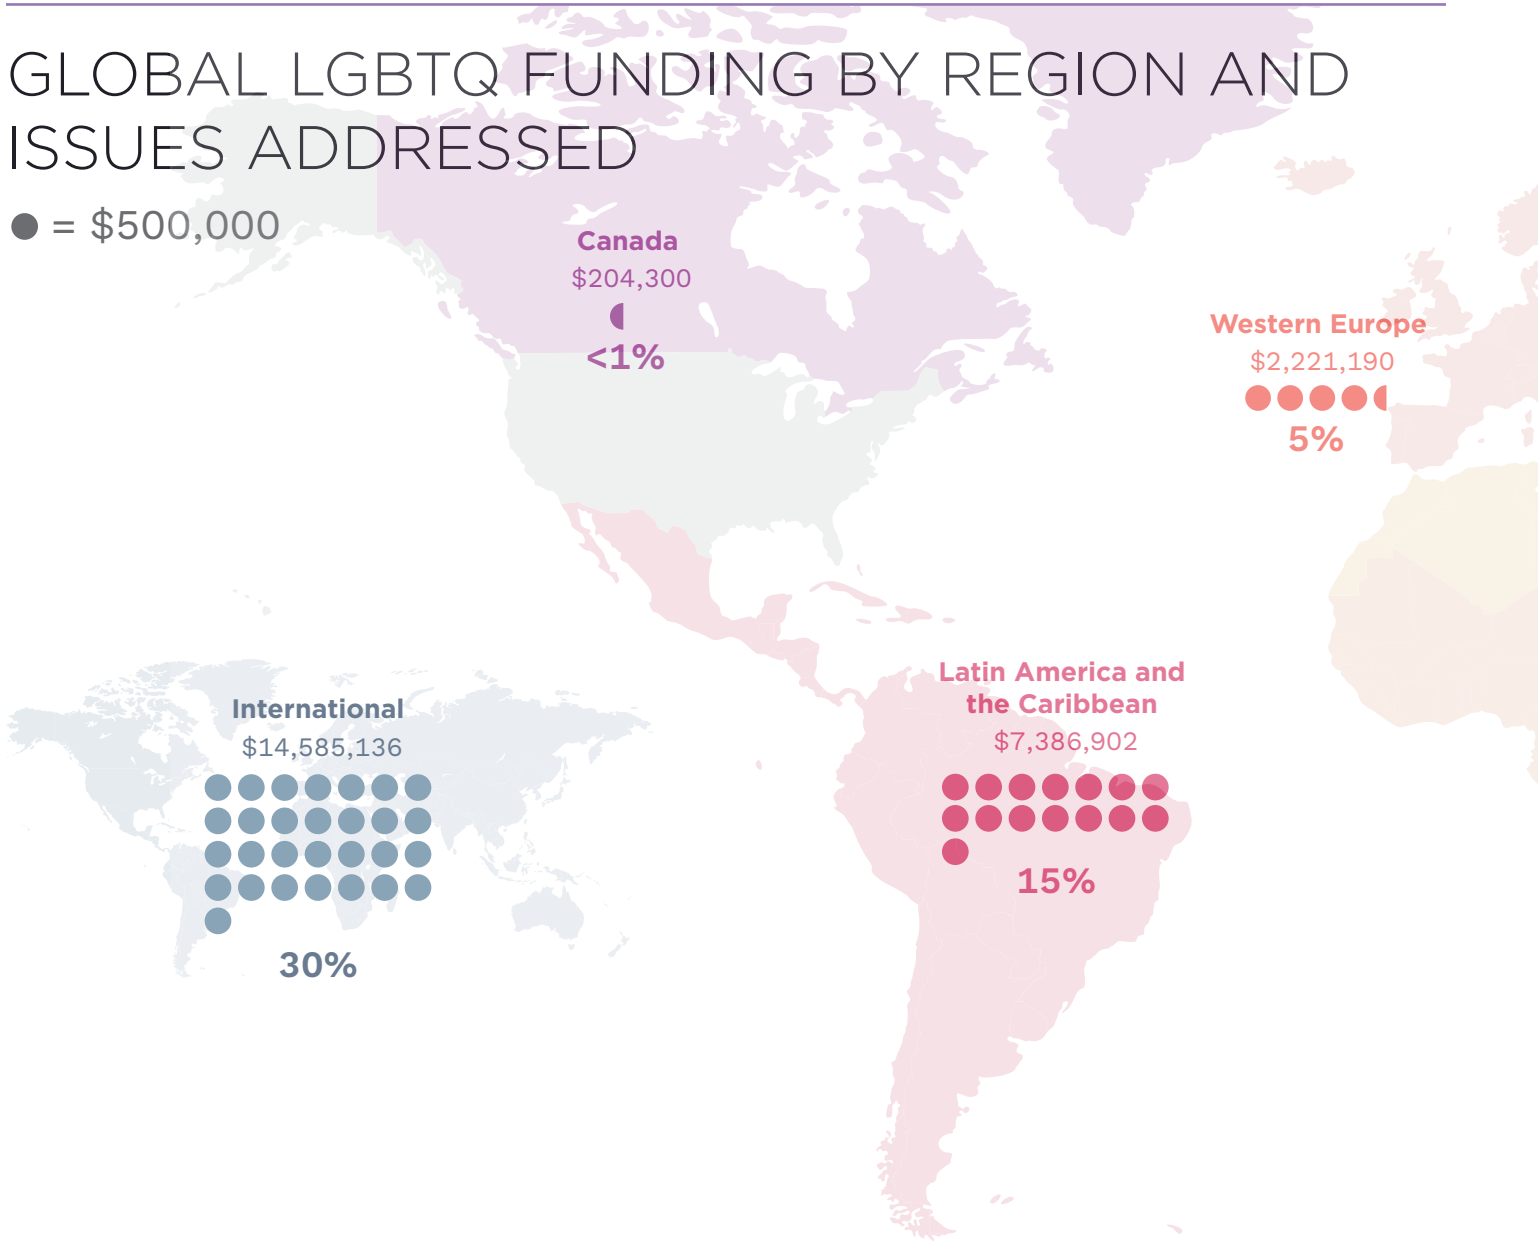 GLOBAL LGBTQ FUNDING BY REGION AND
ISSUES ADDRESSED
= $500,000
Canada
$204,300
<1%
Western Europe
$2,221,190
5%
International
$14,585,136
30%
Latin America and
the Caribbean
$7,386,902
15%